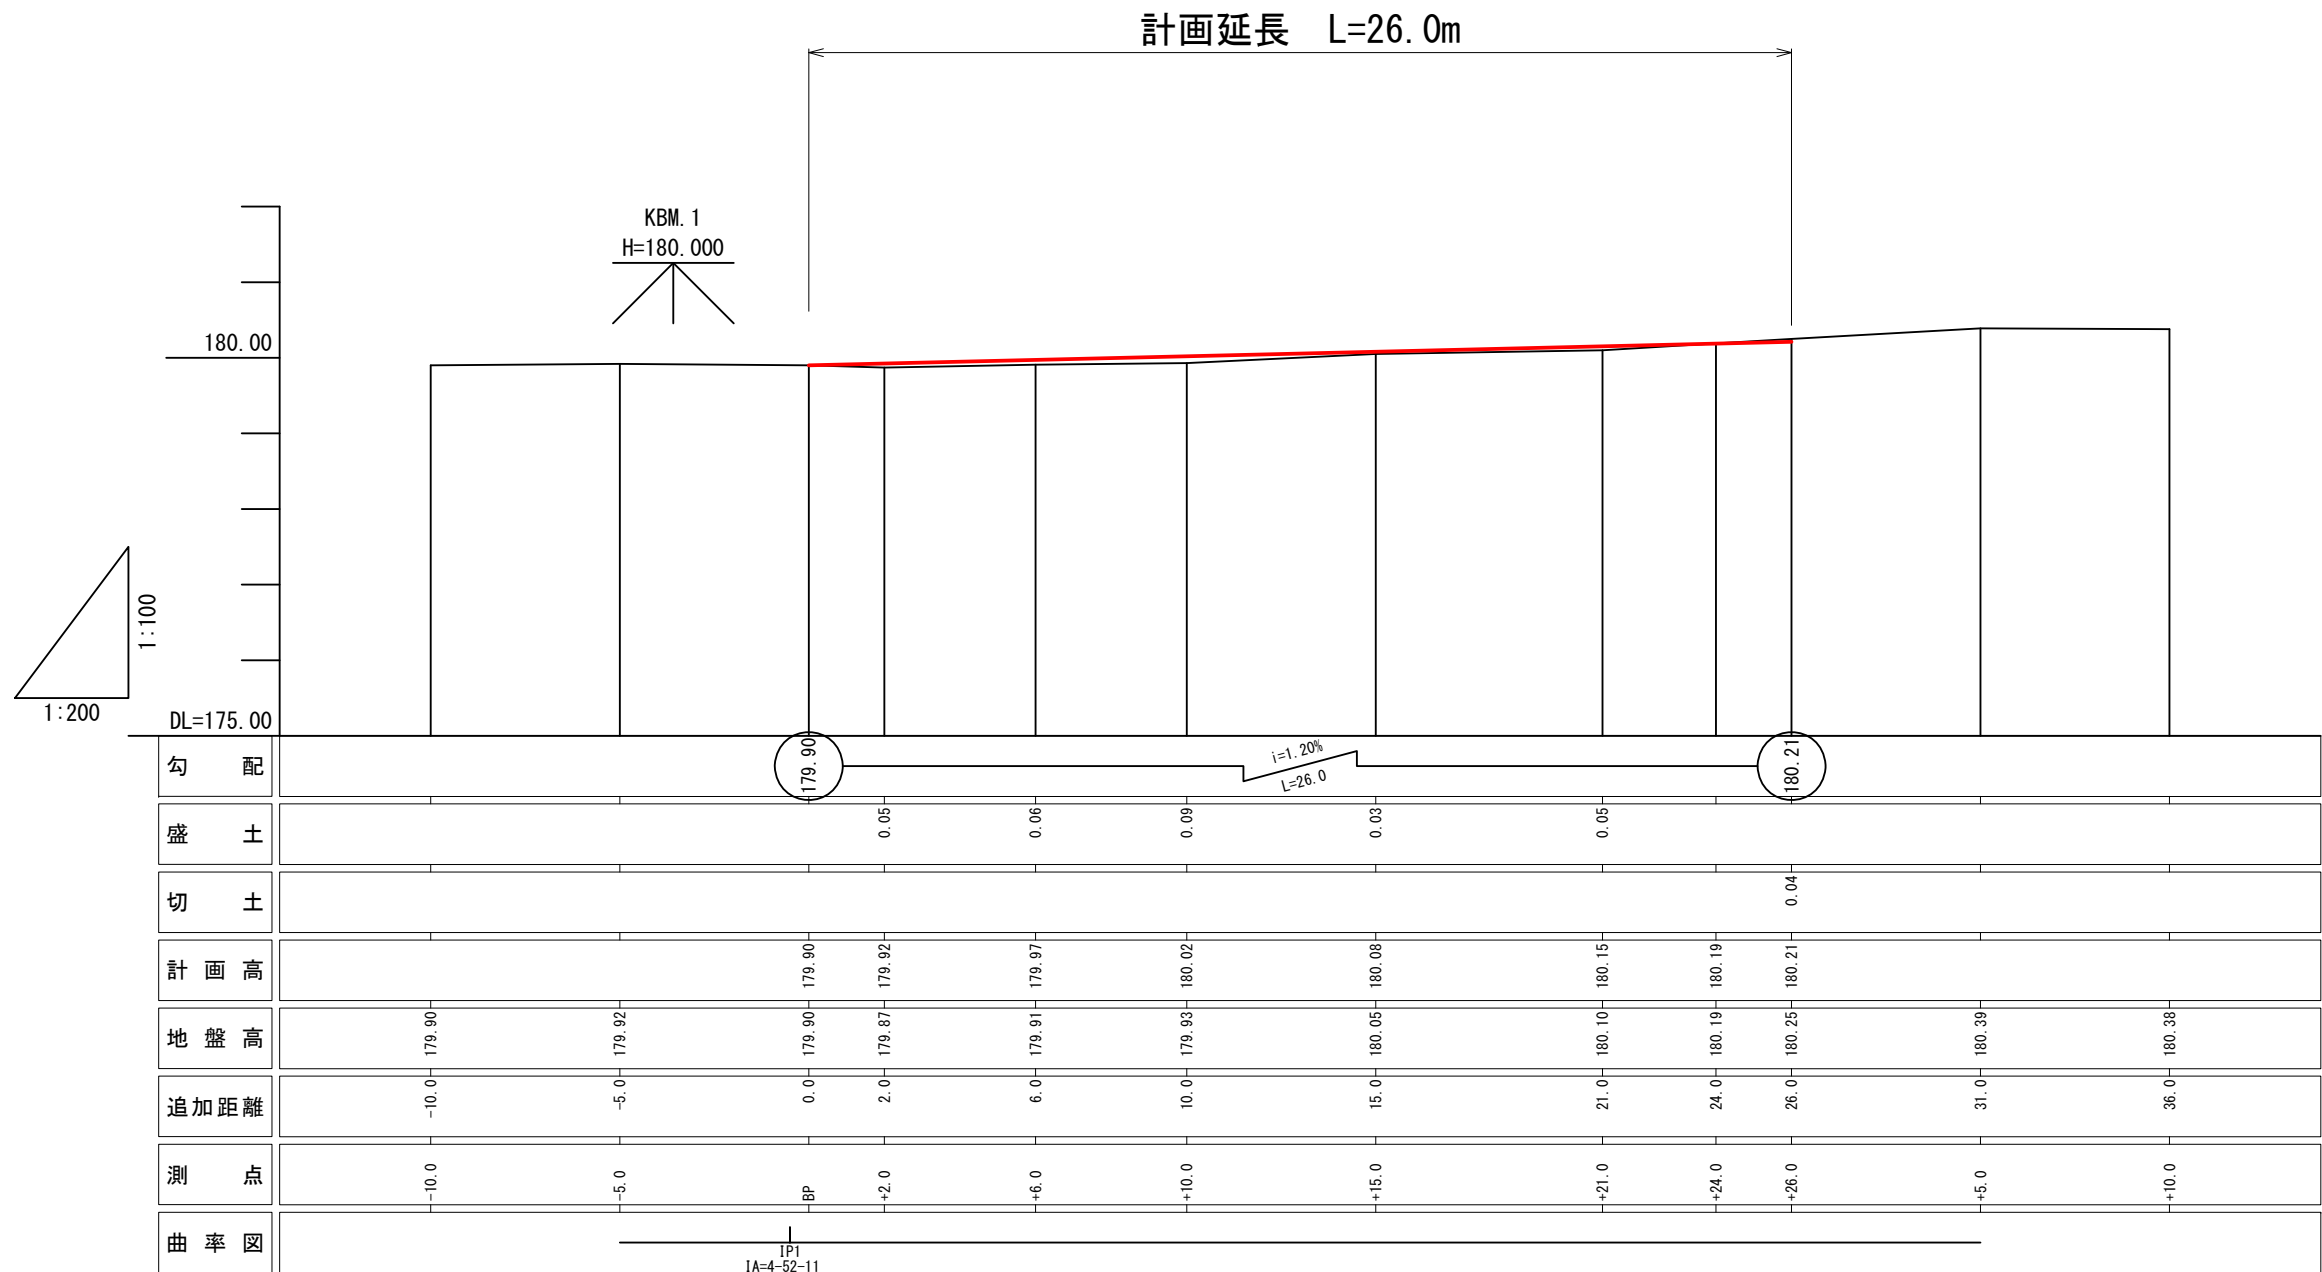 計画延長 L=26.0m
KBM.1
H=180.000
180.00
1:100
1:200
DL=175.00
勾配 179.90 i=1.20% L=26.0 180.21
盛土 0.05 0.06 0.09 0.03 0.05
切土 0.04
計画高 179.90 179.92 179.97 180.02 180.08 180.15 180.19 180.21
地盤高 179.90 179.92 179.90 179.87 179.91 179.93 180.05 180.10 180.19 180.25 180.39 180.38
追加距離 -10.0 -5.0 0.0 2.0 6.0 10.0 15.0 21.0 24.0 26.0 31.0 36.0
測点 -10.0 -5.0 BP +2.0 +6.0 +10.0 +15.0 +21.0 +24.0 +26.0 +5.0 +10.0
曲率図
IP1
IA=4-52-11